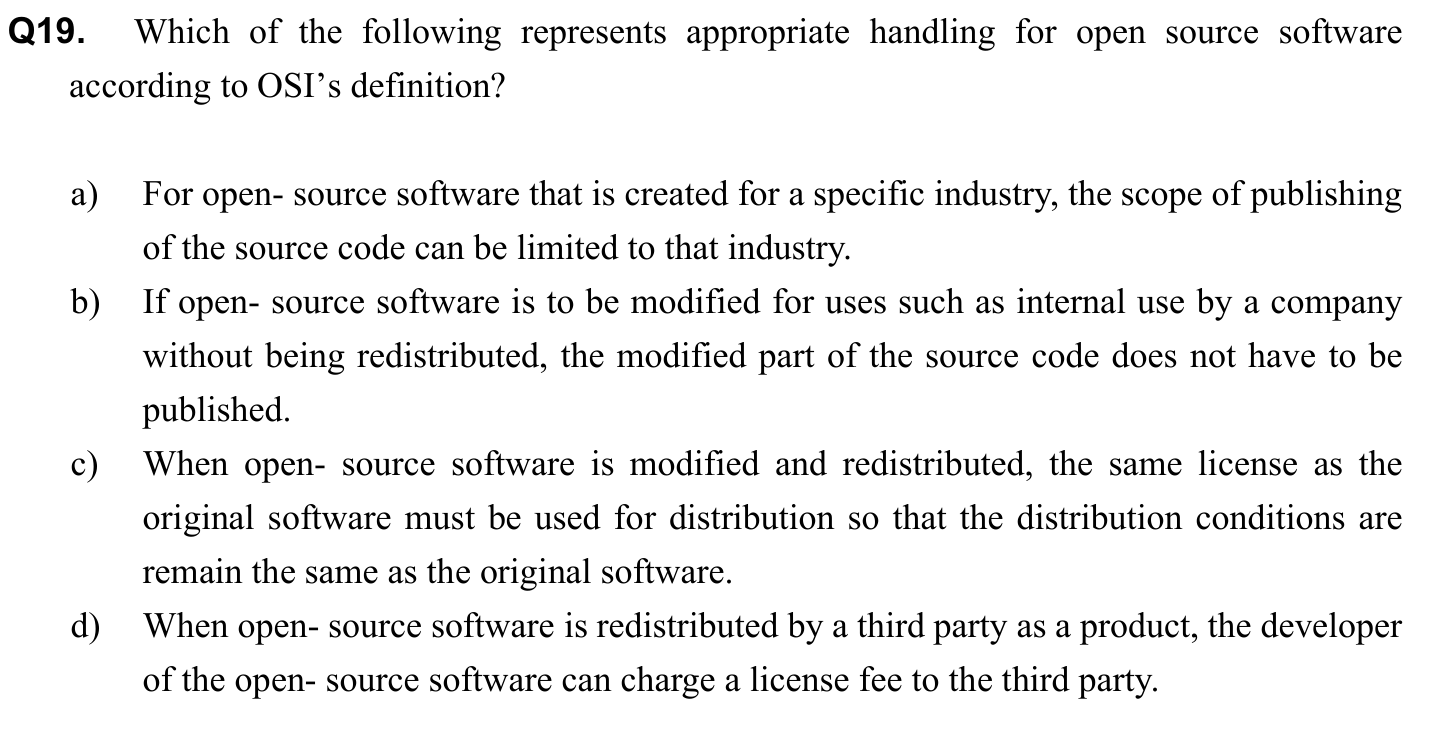 Q19. Which of the following represents appropriate handling for open source software
according to OSI’s definition?
a) For open- source software that is created for a specific industry, the scope of publishing
of the source code can be limited to that industry.
b) If open- source software is to be modified for uses such as internal use by a company
without being redistributed, the modified part of the source code does not have to be
published.
c) When open- source software is modified and redistributed, the same license as the
original software must be used for distribution so that the distribution conditions are
remain the same as the original software.
d) When open- source software is redistributed by a third party as a product, the developer
of the open- source software can charge a license fee to the third party.